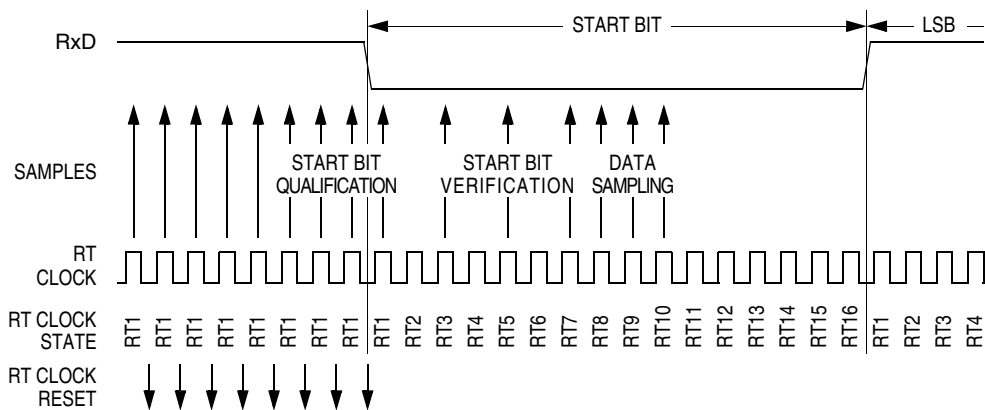 START BIT LSB
RxD
SAMPLES
START BIT QUALIFICATION
START BIT VERIFICATION
DATA SAMPLING
RT CLOCK
RT CLOCK STATE
RT1 RT1 RT1 RT1 RT1 RT1 RT1 RT1 RT1 RT2 RT3 RT4 RT5 RT6 RT7 RT8 RT9 RT10 RT11 RT12 RT13 RT14 RT15 RT16 RT1 RT2 RT3 RT4
RT CLOCK RESET